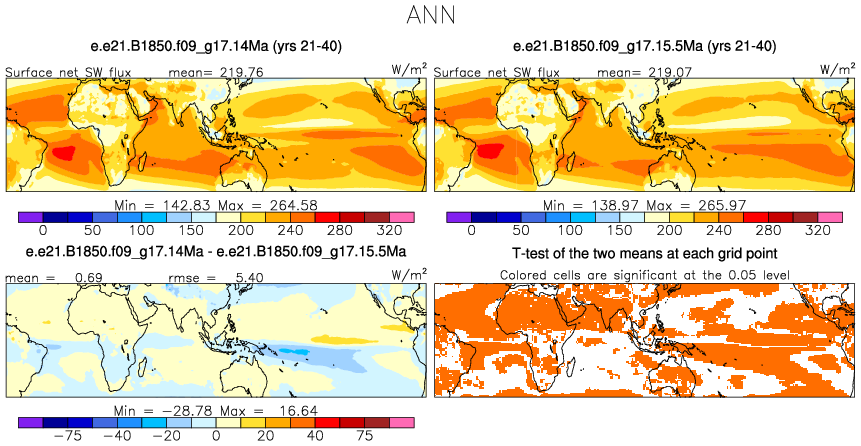 ANN
e.e21.B1850.f09_g17.14Ma (yrs 21-40)
Surface net SW flux mean= 219.76 W/m²
Min = 142.83 Max = 264.58
0 50 100 150 200 240 280 320
e.e21.B1850.f09_g17.15.5Ma (yrs 21-40)
Surface net SW flux mean= 219.07 W/m²
Min = 138.97 Max = 265.97
0 50 100 150 200 240 280 320
e.e21.B1850.f09_g17.14Ma - e.e21.B1850.f09_g17.15.5Ma
mean = 0.69 rmse = 5.40 W/m²
Min = -28.78 Max = 16.64
-75 -40 -20 0 20 40 75
T-test of the two means at each grid point
Colored cells are significant at the 0.05 level